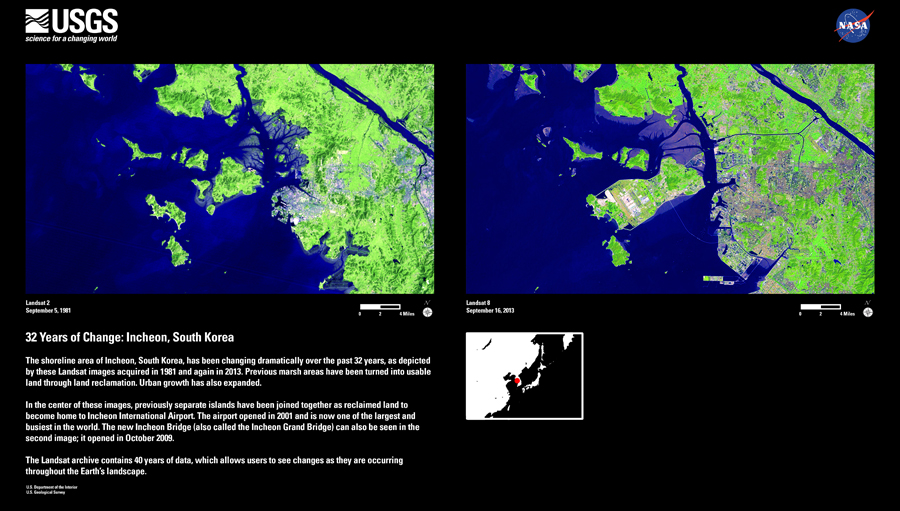 USGS
science for a changing world
NASA
Landsat 2
September 5, 1981
0 2 4 Miles
N
Landsat 8
September 16, 2013
0 2 4 Miles
N
32 Years of Change: Incheon, South Korea
The shoreline area of Incheon, South Korea, has been changing dramatically over the past 32 years, as depicted
by these Landsat images acquired in 1981 and again in 2013. Previous marsh areas have been turned into usable
land through land reclamation. Urban growth has also expanded.
In the center of these images, previously separate islands have been joined together as reclaimed land to
become home to Incheon International Airport. The airport opened in 2001 and is now one of the largest and
busiest in the world. The new Incheon Bridge (also called the Incheon Grand Bridge) can also be seen in the
second image; it opened in October 2009.
The Landsat archive contains 40 years of data, which allows users to see changes as they are occurring
throughout the Earth's landscape.
U.S. Department of the Interior
U.S. Geological Survey